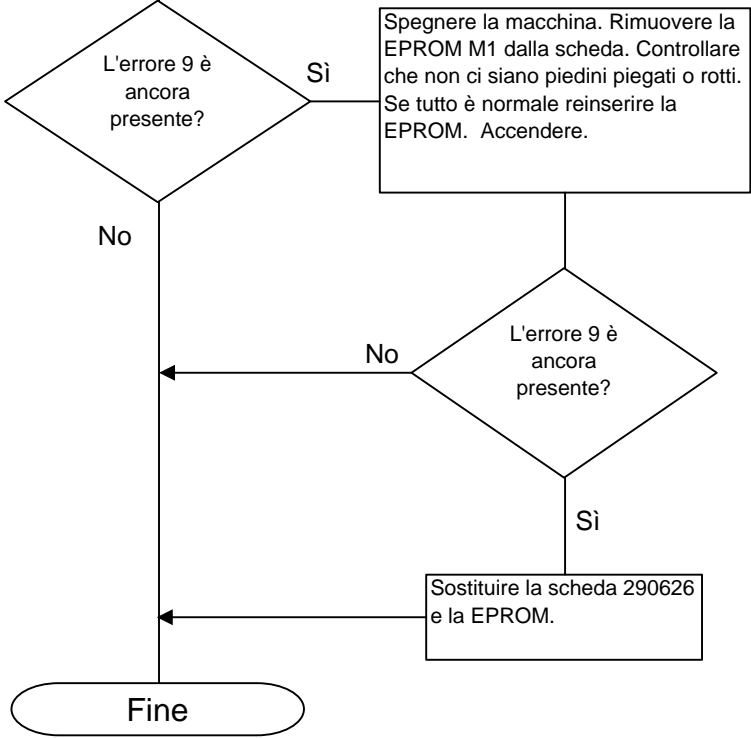 L'errore 9 è
ancora
presente?
Sì
Spegnere la macchina. Rimuovere la
EPROM M1 dalla scheda. Controllare
che non ci siano piedini piegati o rotti.
Se tutto è normale reinserire la
EPROM.  Accendere.
No
L'errore 9 è
ancora
presente?
No
Sì
Sostituire la scheda 290626
e la EPROM.
Fine